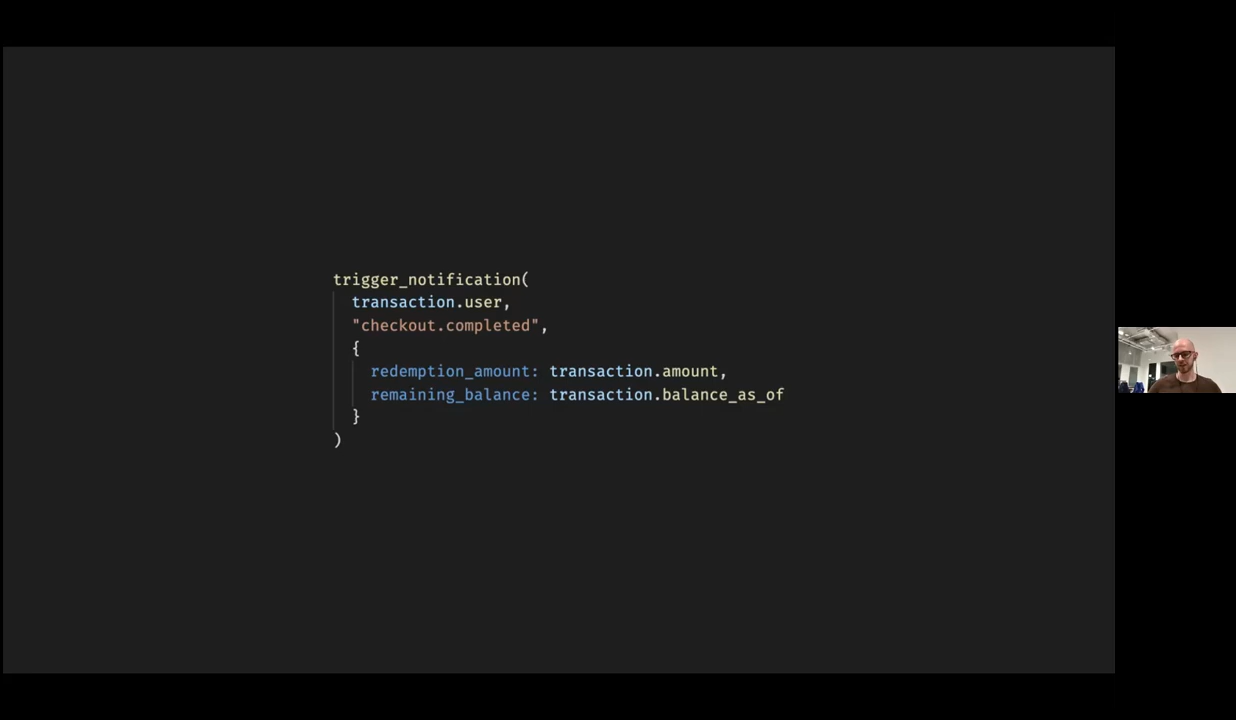 trigger_notification(
  transaction.user,
  "checkout.completed",
  {
    redemption_amount: transaction.amount,
    remaining_balance: transaction.balance_as_of
  }
)